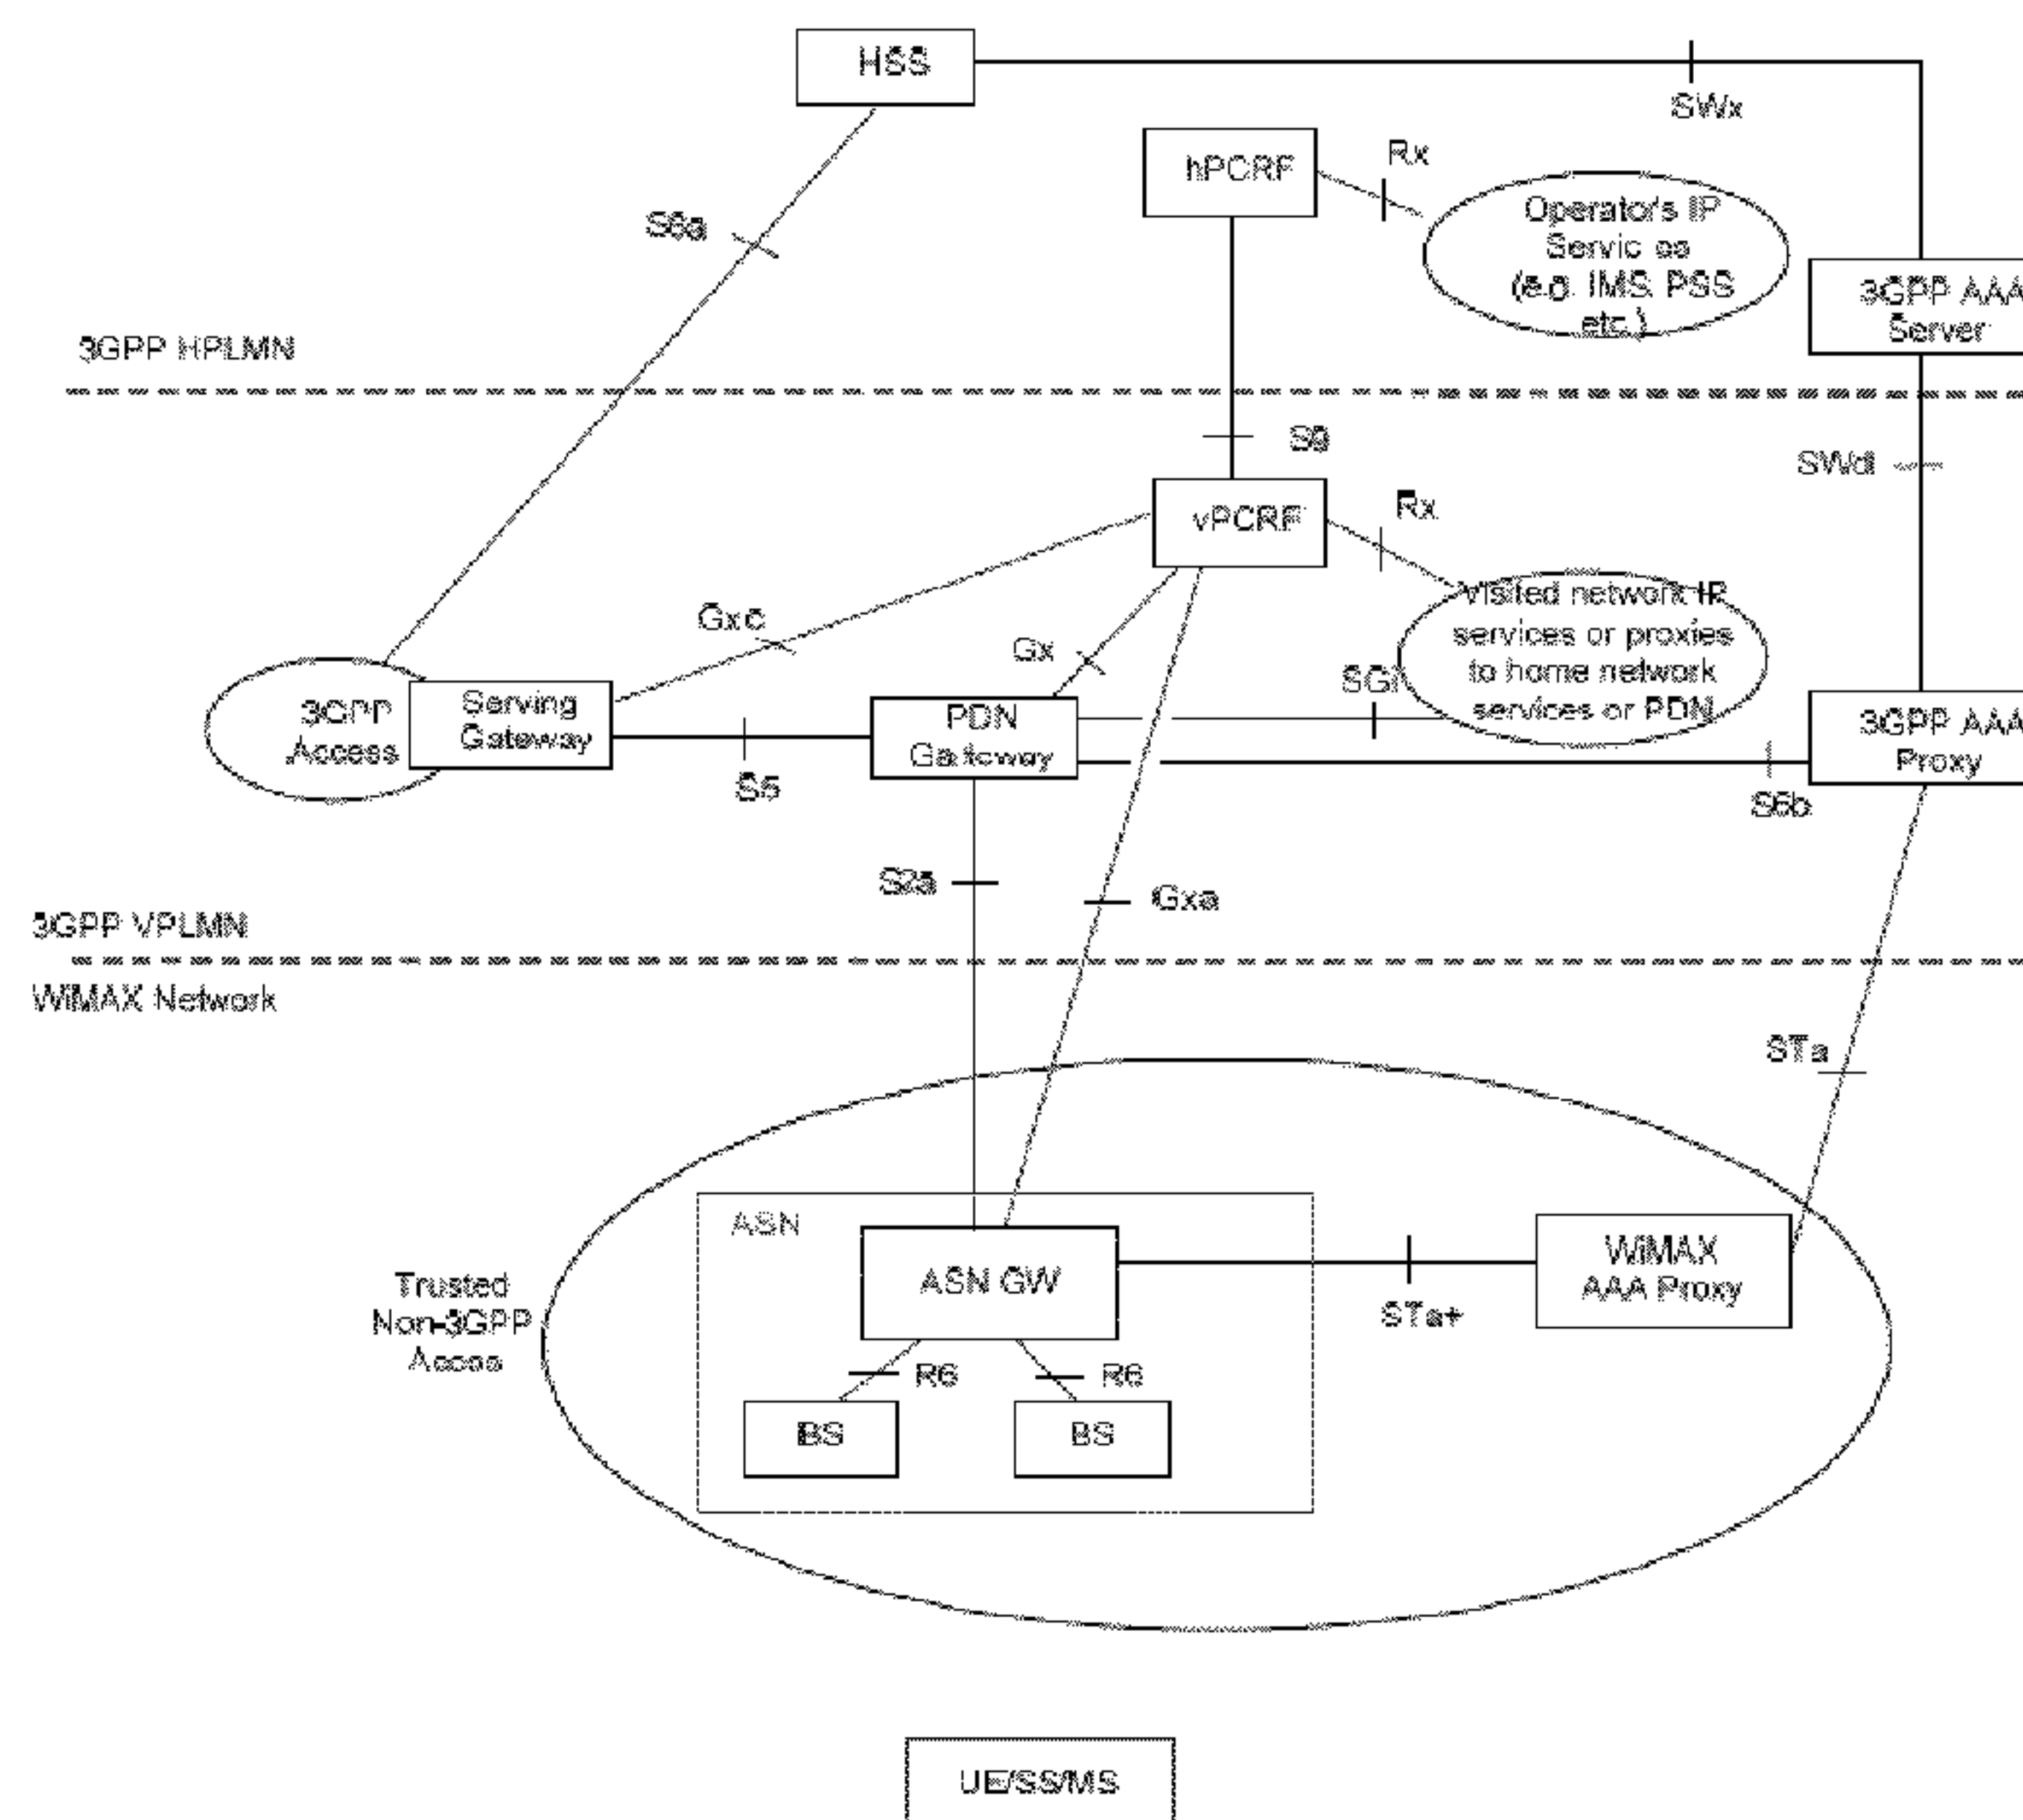 HSS
SWx
hPCRF
Rx
Operator's IP
Servic es
(e.g. IMS, PSS
etc.)
S6a
3GPP AAA
Server
3GPP HPLMN
S9
SWd
vPCRF
Rx
Visited network IP
services or proxies
to home network
services or PDN
Gxc
Gx
SGi
3GPP
Access
Serving
Gateway
PDN
Gateway
3GPP AAA
Proxy
S5
S6b
S2a
Gxa
3GPP VPLMN
WiMAX Network
STa
ASN
ASN GW
WiMAX
AAA Proxy
STa+
Trusted
Non-3GPP
Access
R6
R6
BS
BS
UE/SS/MS